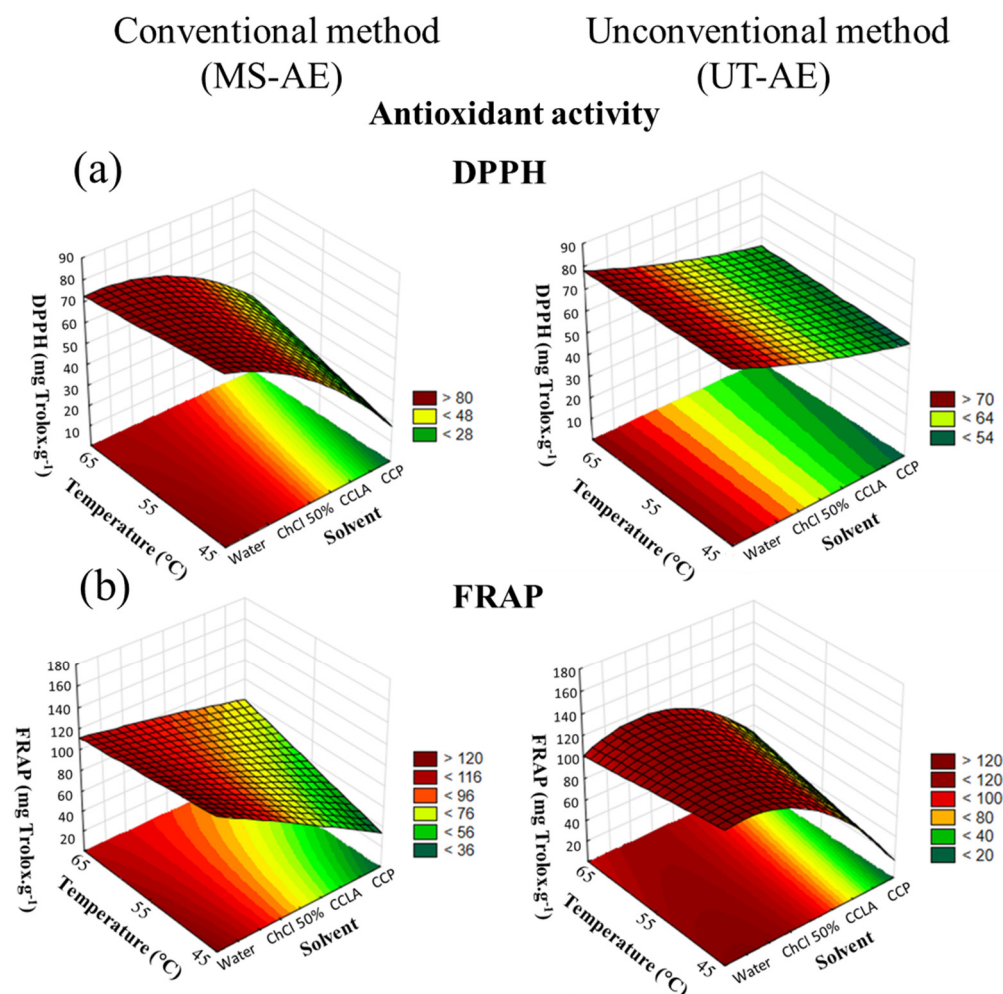 Conventional method
(MS-AE)
Unconventional method
(UT-AE)
Antioxidant activity
(a)
DPPH
90
80
70
60
50
40
30
20
10
DPPH (mg Trolox.g-1)
65
55
45
Temperature (°C)
Water
ChCl 50%
CCLA
CCP
> 80
< 48
< 28
90
80
70
60
50
40
30
20
10
DPPH (mg Trolox.g-1)
65
55
45
Temperature (°C)
Water
ChCl 50%
CCLA
CCP
Solvent
> 70
< 64
< 54
(b)
FRAP
180
160
140
120
100
80
60
40
20
FRAP (mg Trolox.g-1)
65
55
45
Temperature (°C)
Water
ChCl 50%
CCLA
CCP
Solvent
> 120
< 116
< 96
< 76
< 56
< 36
180
160
140
120
100
80
60
40
20
FRAP (mg Trolox.g-1)
65
55
45
Temperature (°C)
Water
ChCl 50%
CCLA
CCP
Solvent
> 120
< 120
< 100
< 80
< 40
< 20